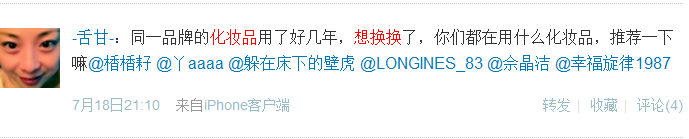 -舌甘-：同一品牌的化妆品用了好几年，想换换了，你们都在用什么化妆品，推荐一下
嘛@楿楿籽 @丫aaaa @躲在床下的壁虎 @LONGINES_83 @佘晶洁 @幸福旋律1987
7月18日21:10 来自iPhone客户端 转发 | 收藏 | 评论(4)